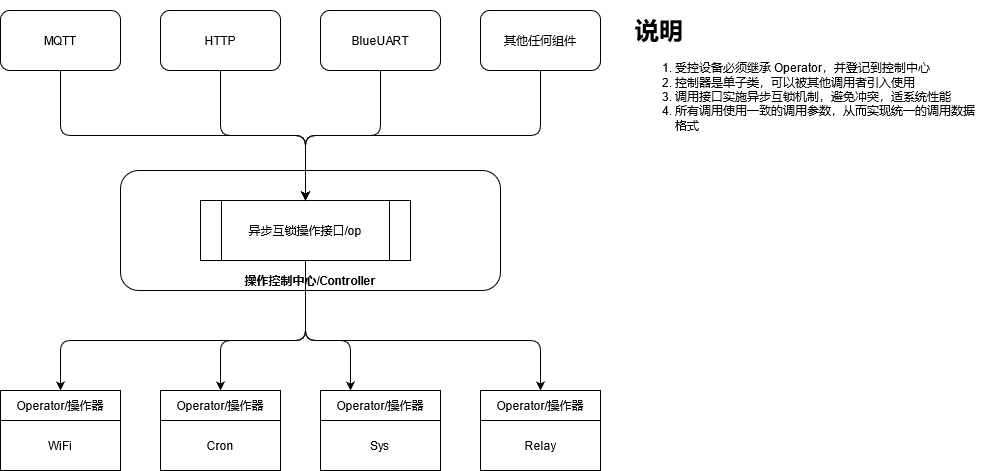 MQTT
HTTP
BlueUART
其他任何组件
说明
1. 受控设备必须继承 Operator，并登记到控制中心
2. 控制器是单子类，可以被其他调用者引入使用
3. 调用接口实施异步互锁机制，避免冲突，适系统性能
4. 所有调用使用一致的调用参数，从而实现统一的调用数据
格式
异步互锁操作接口/op
操作控制中心/Controller
Operator/操作器
Operator/操作器
Operator/操作器
Operator/操作器
WiFi
Cron
Sys
Relay